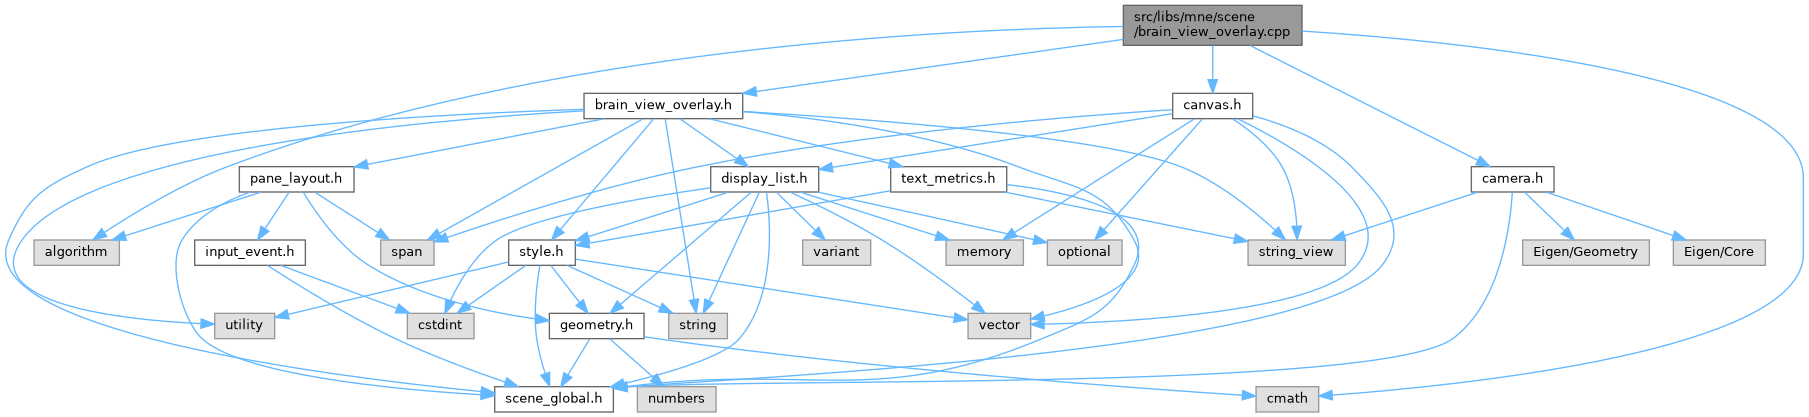 src/libs/mne/scene
/brain_view_overlay.cpp
brain_view_overlay.h
canvas.h
pane_layout.h
display_list.h
text_metrics.h
camera.h
algorithm
input_event.h
span
style.h
variant
memory
optional
string_view
Eigen/Geometry
Eigen/Core
utility
cstdint
geometry.h
string
vector
scene_global.h
numbers
cmath